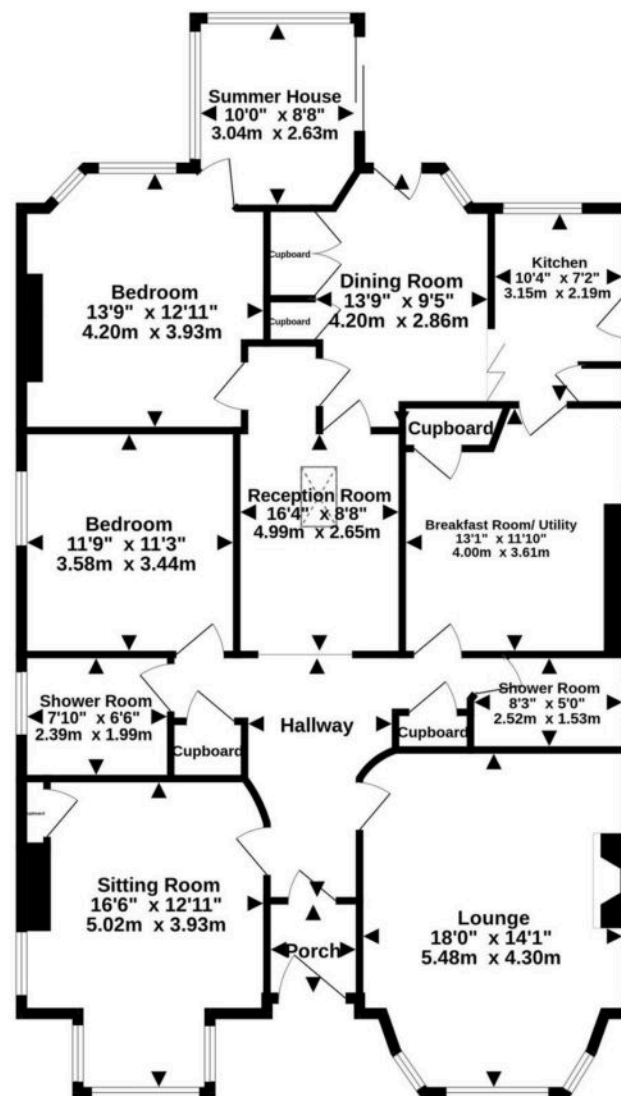 Summer House
10'0" x 8'8"
3.04m x 2.63m
Cupboard
Kitchen
10'4" x 7'2"
3.15m x 2.19m
Dining Room
13'9" x 9'5"
4.20m x 2.86m
Bedroom
13'9" x 12'11"
4.20m x 3.93m
Cupboard
Cupboard
Reception Room
16'4" x 8'8"
4.99m x 2.65m
Bedroom
11'9" x 11'3"
3.58m x 3.44m
Breakfast Room/ Utility
13'1" x 11'10"
4.00m x 3.61m
Shower Room
7'10" x 6'6"
2.39m x 1.99m
Shower Room
8'3" x 5'0"
2.52m x 1.53m
Hallway
Cupboard
Cupboard
Sitting Room
16'6" x 12'11"
5.02m x 3.93m
Lounge
18'0" x 14'1"
5.48m x 4.30m
Porch